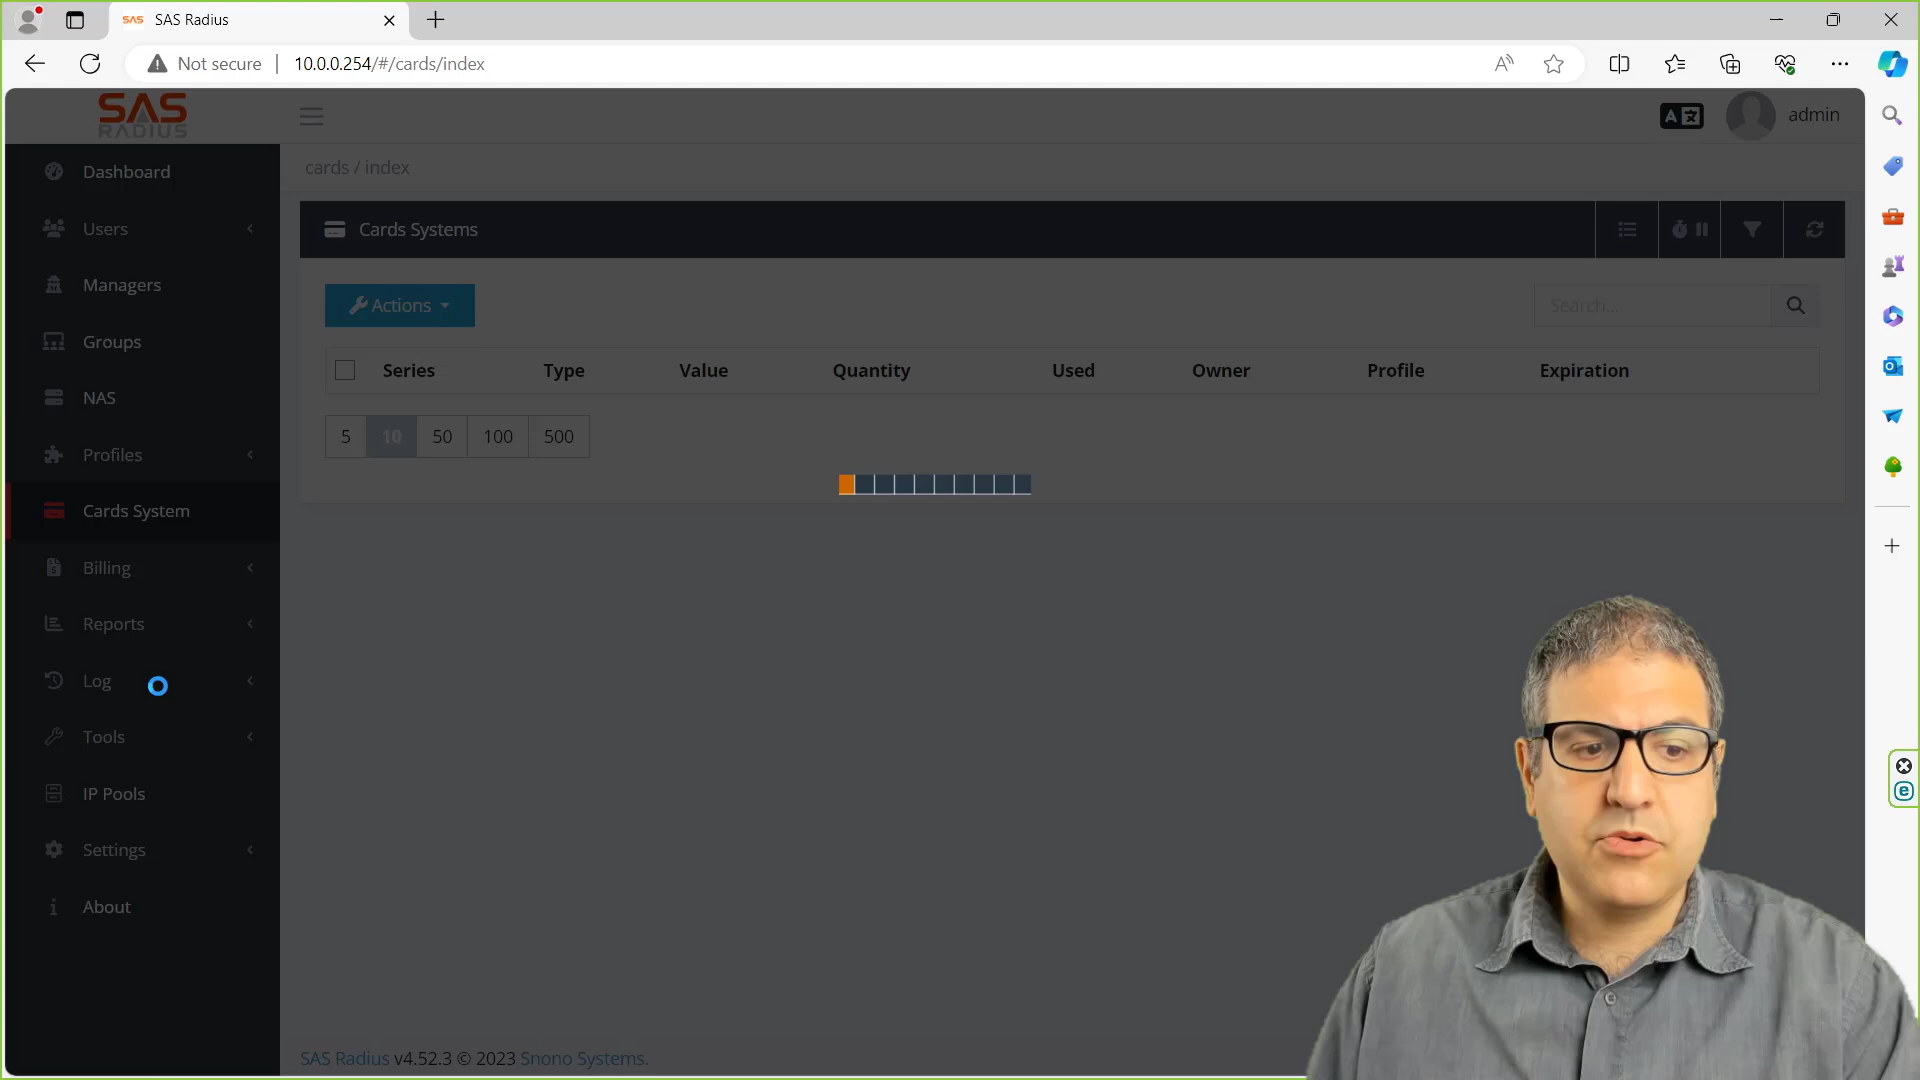 SAS SAS Radius
Not secure 10.0.0.254/#/cards/index
SAS
RADIUS
admin
Dashboard
Users
Managers
Groups
NAS
Profiles
Cards System
Billing
Reports
Log
Tools
IP Pools
Settings
About
cards / index
Cards Systems
Actions
Search...
Series Type Value Quantity Used Owner Profile Expiration
5 10 50 100 500
SAS Radius v4.52.3 © 2023 Snono Systems.